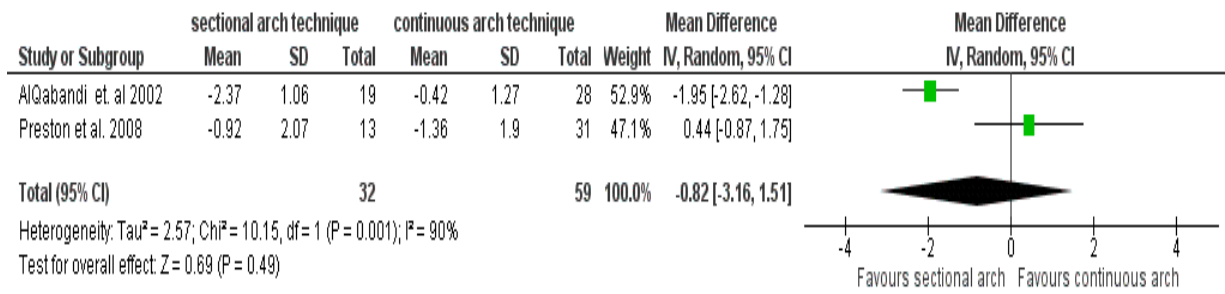 sectional arch technique continuous arch technique Mean Difference Mean Difference
Study or Subgroup Mean SD Total Mean SD Total Weight IV, Random, 95% CI IV, Random, 95% CI
AlQabandi et. al 2002 -2.37 1.06 19 -0.42 1.27 28 52.9% -1.95 [-2.62, -1.28]
Preston et al. 2008 -0.92 2.07 13 -1.36 1.9 31 47.1% 0.44 [-0.87, 1.75]
Total (95% CI) 32 59 100.0% -0.82 [-3.16, 1.51]
Heterogeneity: Tau² = 2.57; Chi² = 10.15, df = 1 (P = 0.001); I² = 90%
Test for overall effect: Z = 0.69 (P = 0.49)
-4 -2 0 2 4
Favours sectional arch Favours continuous arch